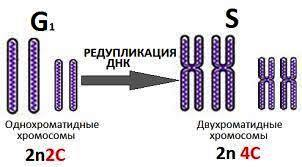 G1
S
РЕДУПЛИКАЦИЯ
ДНК
Однохроматидные
хромосомы
2n2C
Двухроматидные
хромосомы
2n 4C